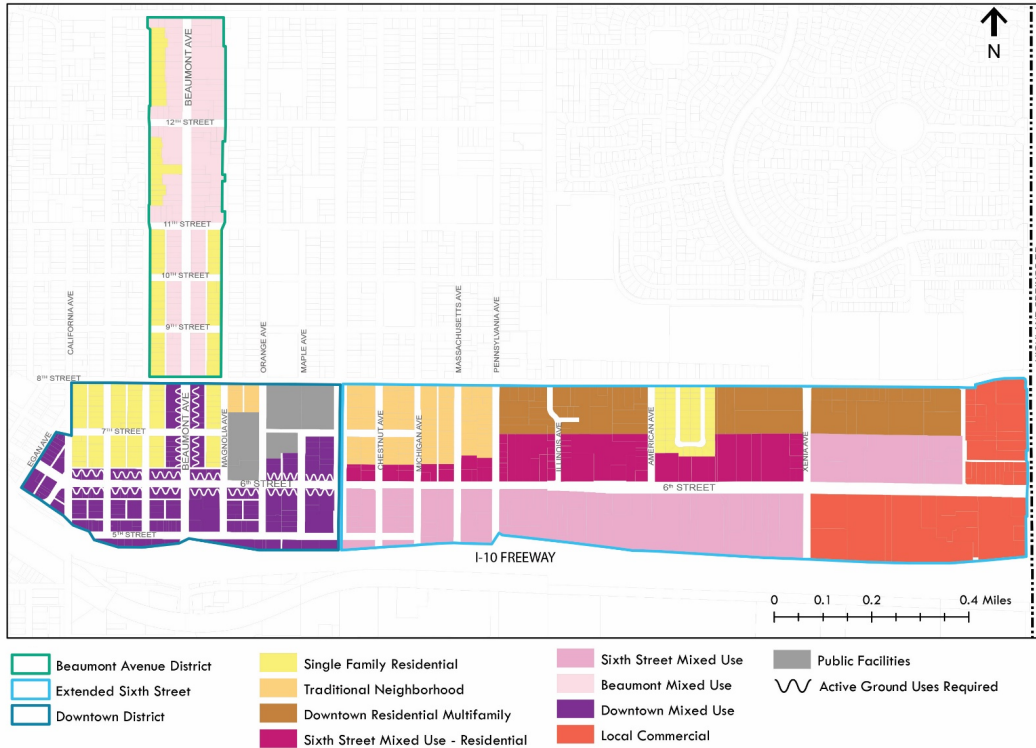 N
BEAUMONT AVE
12TH STREET
11TH STREET
10TH STREET
9TH STREET
CALIFORNIA AVE
ORANGE AVE
MAPLE AVE
MASSACHUSETTS AVE
PENNSYLVANIA AVE
8TH STREET
EGAN AVE
7TH STREET
BEAUMONT AVE
MAGNOLIA AVE
CHESTNUT AVE
MICHIGAN AVE
ILLINOIS AVE
AMERICAN AVE
XENIA AVE
6th STREET
6th STREET
5TH STREET
I-10 FREEWAY
0 0.1 0.2 0.4 Miles
Beaumont Avenue District
Extended Sixth Street
Downtown District
Single Family Residential
Traditional Neighborhood
Downtown Residential Multifamily
Sixth Street Mixed Use - Residential
Sixth Street Mixed Use
Beaumont Mixed Use
Downtown Mixed Use
Local Commercial
Public Facilities
Active Ground Uses Required